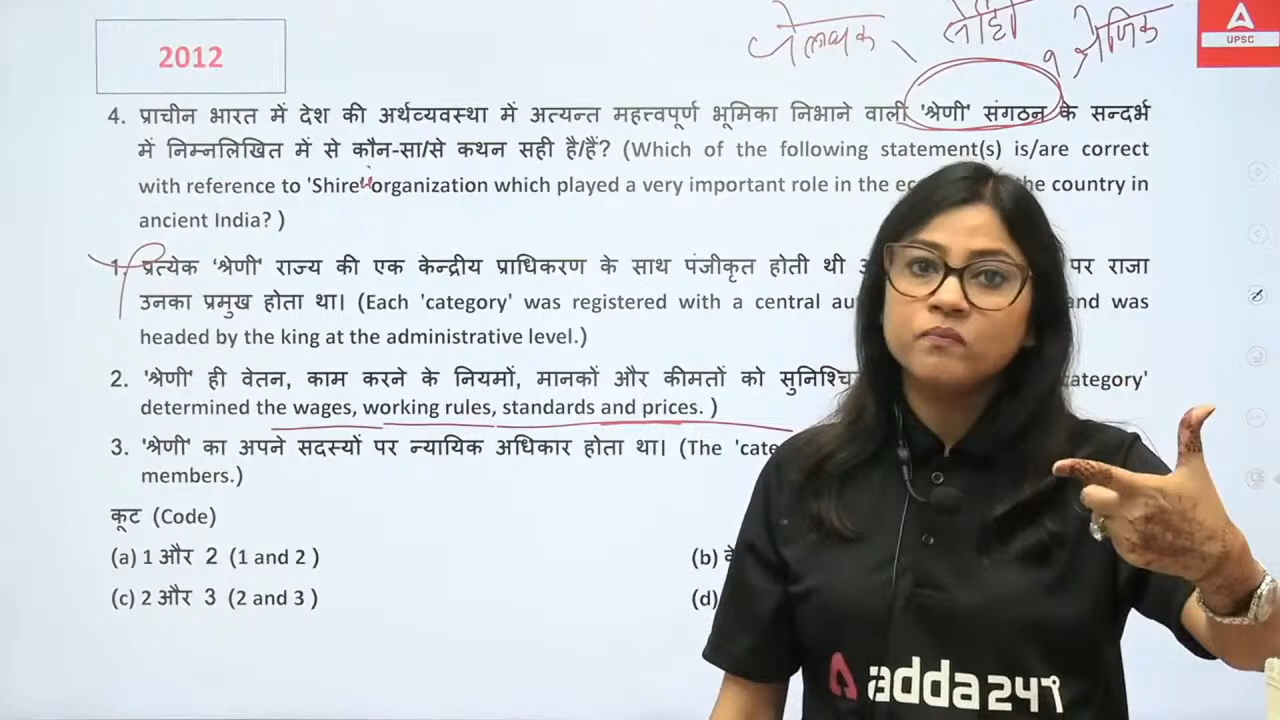 2012
UPSC
4. प्राचीन भारत में देश की अर्थव्यवस्था में अत्यन्त महत्त्वपूर्ण भूमिका निभाने वाली 'श्रेणी' संगठन के सन्दर्भ
में निम्नलिखित में से कौन-सा/से कथन सही है/हैं? (Which of the following statement(s) is/are correct
with reference to 'Shire organization which played a very important role in the ec the country in
ancient India? )
1. प्रत्येक 'श्रेणी' राज्य की एक केन्द्रीय प्राधिकरण के साथ पंजीकृत होती थी पर राजा
उनका प्रमुख होता था। (Each 'category' was registered with a central au and was
headed by the king at the administrative level.)
2. 'श्रेणी' ही वेतन, काम करने के नियमों, मानकों और कीमतों को सुनिश्चि category'
determined the wages, working rules, standards and prices. )
3. 'श्रेणी' का अपने सदस्यों पर न्यायिक अधिकार होता था। (The 'cate
members.)
कूट (Code)
(a) 1 और 2 (1 and 2 )
(b)
(c) 2 और 3 (2 and 3 )
(d)
adda247